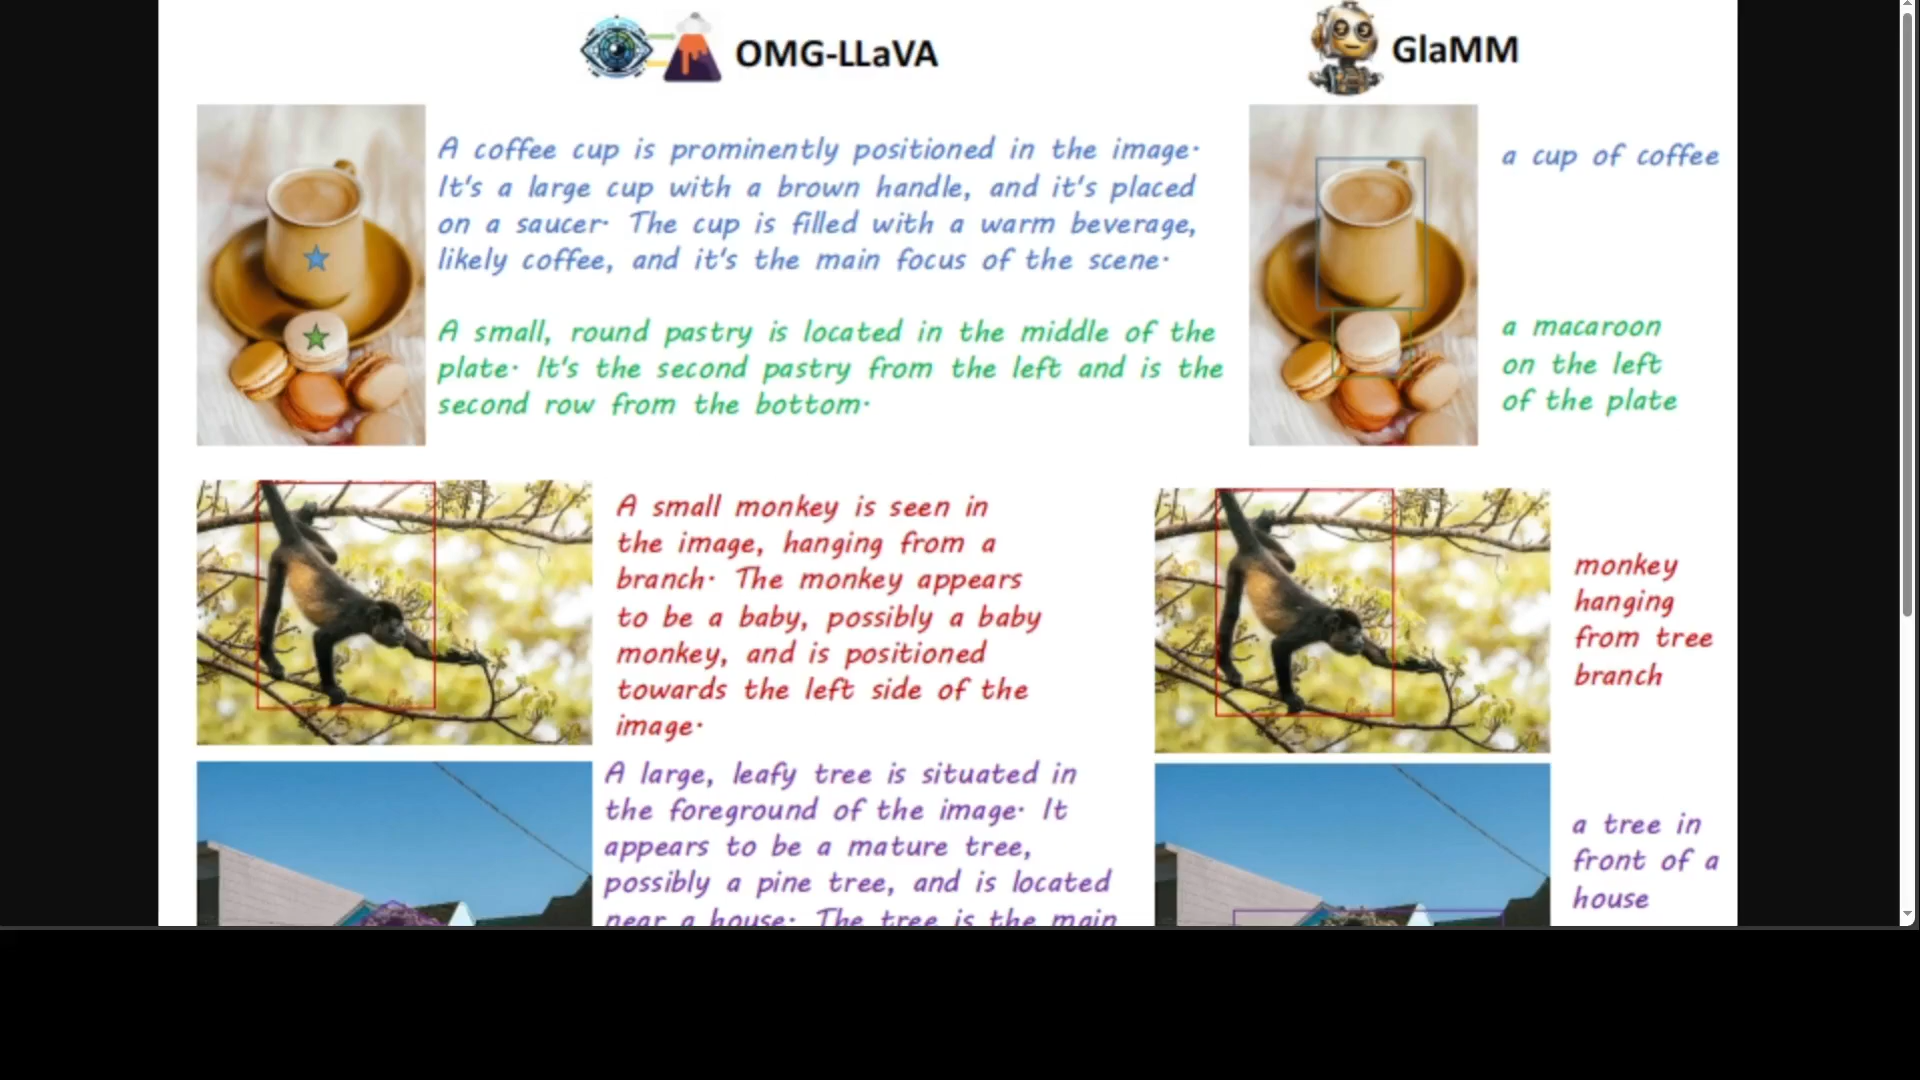 OMG-LLaVA
GlaMM
A coffee cup is prominently positioned in the image.
It's a large cup with a brown handle, and it's placed
on a saucer. The cup is filled with a warm beverage,
likely coffee, and it's the main focus of the scene.
a cup of coffee
A small, round pastry is located in the middle of the
plate. It's the second pastry from the left and is the
second row from the bottom.
a macaroon
on the left
of the plate
A small monkey is seen in
the image, hanging from a
branch. The monkey appears
to be a baby, possibly a baby
monkey, and is positioned
towards the left side of the
image.
monkey
hanging
from tree
branch
A large, leafy tree is situated in
the foreground of the image. It
appears to be a mature tree,
possibly a pine tree, and is located
near a house. The tree is the main
a tree in
front of a
house